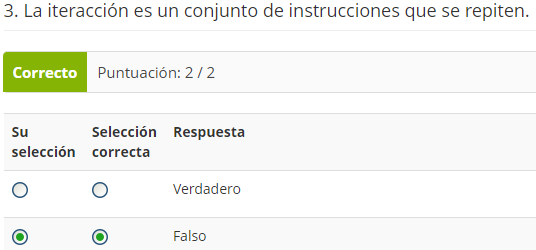 3. La iteracción es un conjunto de instrucciones que se repiten.
Correcto Puntuación: 2 / 2
Su selección Selección correcta Respuesta
Verdadero
Falso